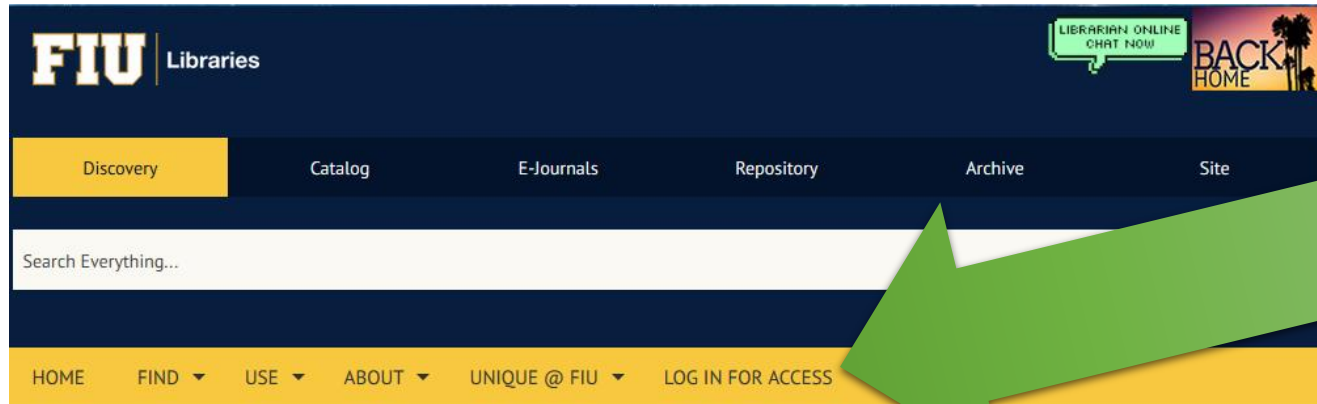 FIU Libraries
LIBRARIAN ONLINE
CHAT NOW
BACK
HOME
Discovery Catalog E-Journals Repository Archive Site
Search Everything...
HOME FIND USE ABOUT UNIQUE @ FIU LOG IN FOR ACCESS